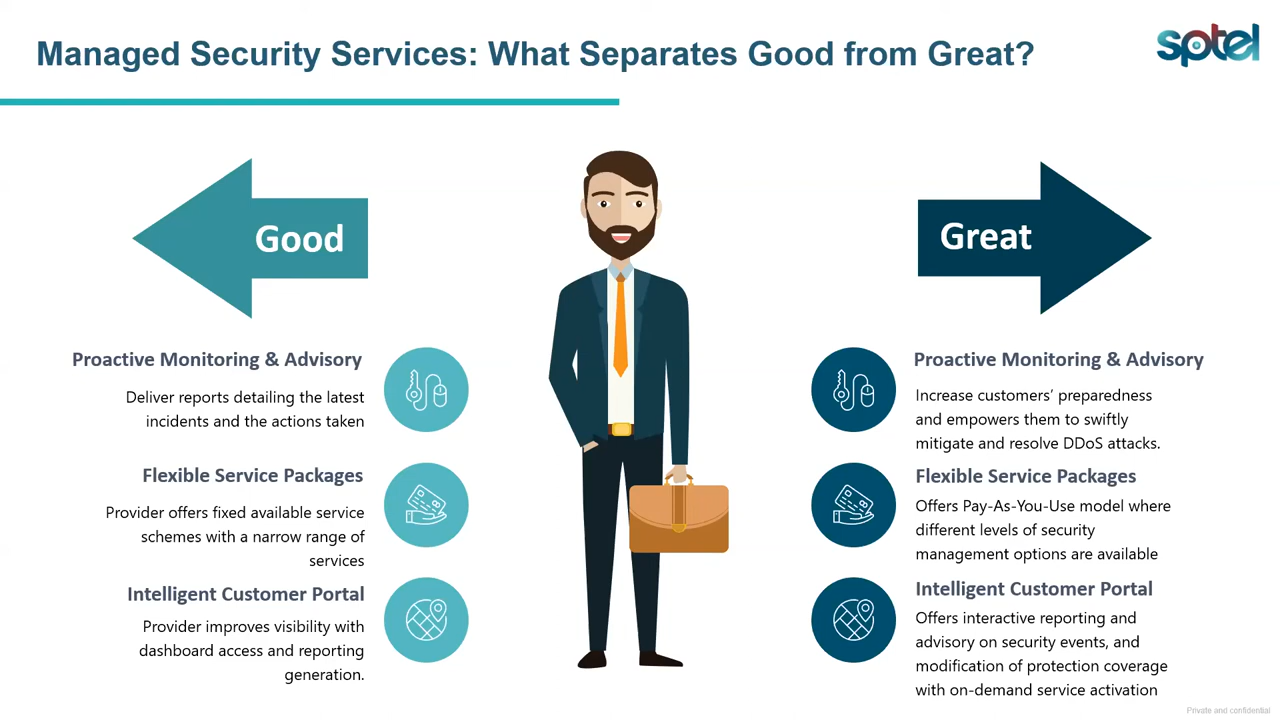 Managed Security Services: What Separates Good from Great?
sptel
Good
Proactive Monitoring & Advisory
Deliver reports detailing the latest
incidents and the actions taken
Flexible Service Packages
Provider offers fixed available service
schemes with a narrow range of
services
Intelligent Customer Portal
Provider improves visibility with
dashboard access and reporting
generation.
Great
Proactive Monitoring & Advisory
Increase customers’ preparedness
and empowers them to swiftly
mitigate and resolve DDoS attacks.
Flexible Service Packages
Offers Pay-As-You-Use model where
different levels of security
management options are available
Intelligent Customer Portal
Offers interactive reporting and
advisory on security events, and
modification of protection coverage
with on-demand service activation
Private and confidential